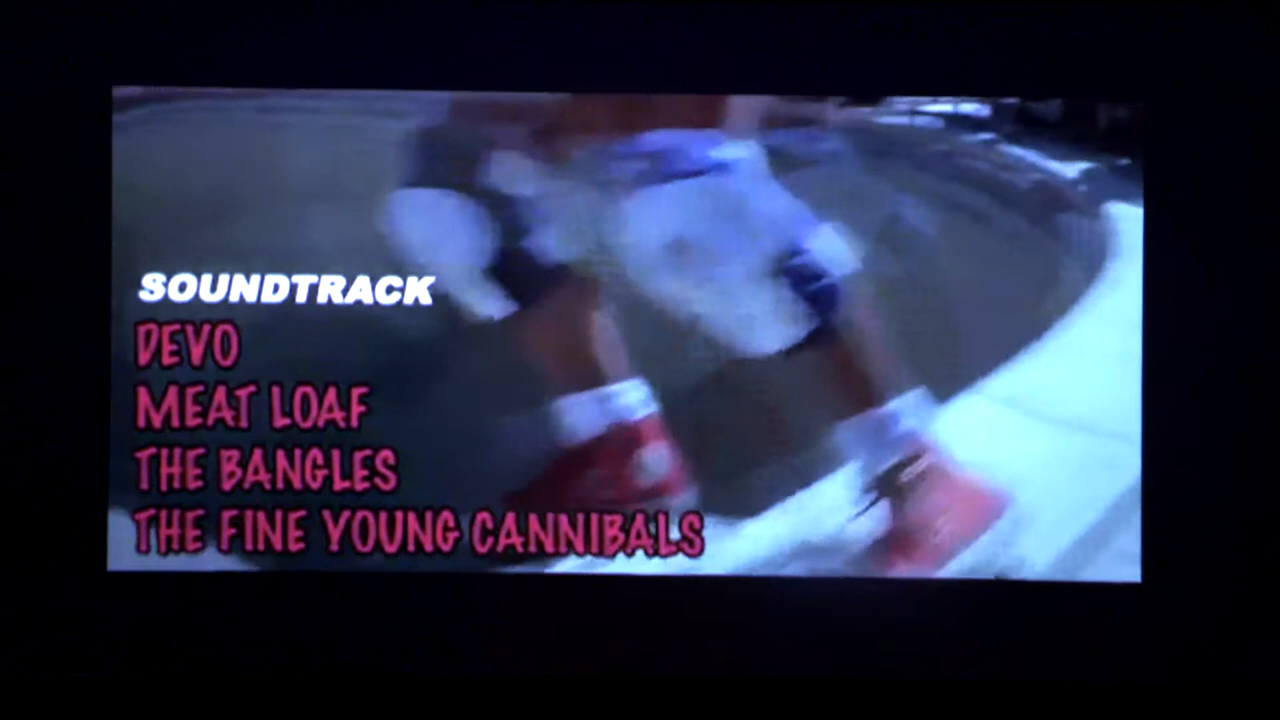 SOUNDTRACK
DEVO
MEAT LOAF
THE BANGLES
THE FINE YOUNG CANNIBALS